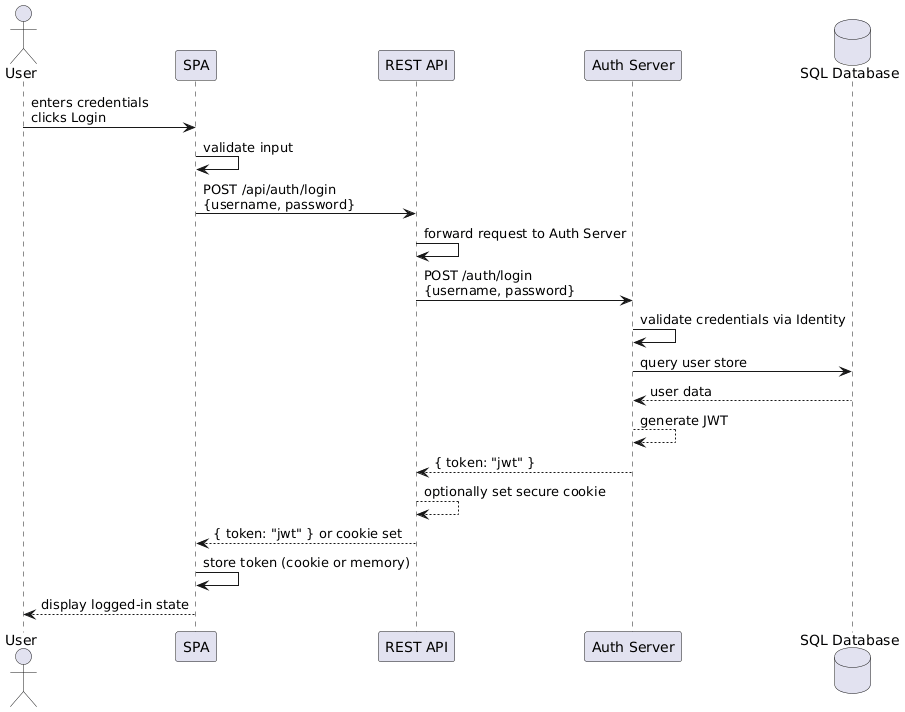 User
SPA
REST API
Auth Server
SQL Database
enters credentials
clicks Login
validate input
POST /api/auth/login
{username, password}
forward request to Auth Server
POST /auth/login
{username, password}
validate credentials via Identity
query user store
user data
generate JWT
{ token: "jwt" }
optionally set secure cookie
{ token: "jwt" } or cookie set
store token (cookie or memory)
display logged-in state
User
SPA
REST API
Auth Server
SQL Database